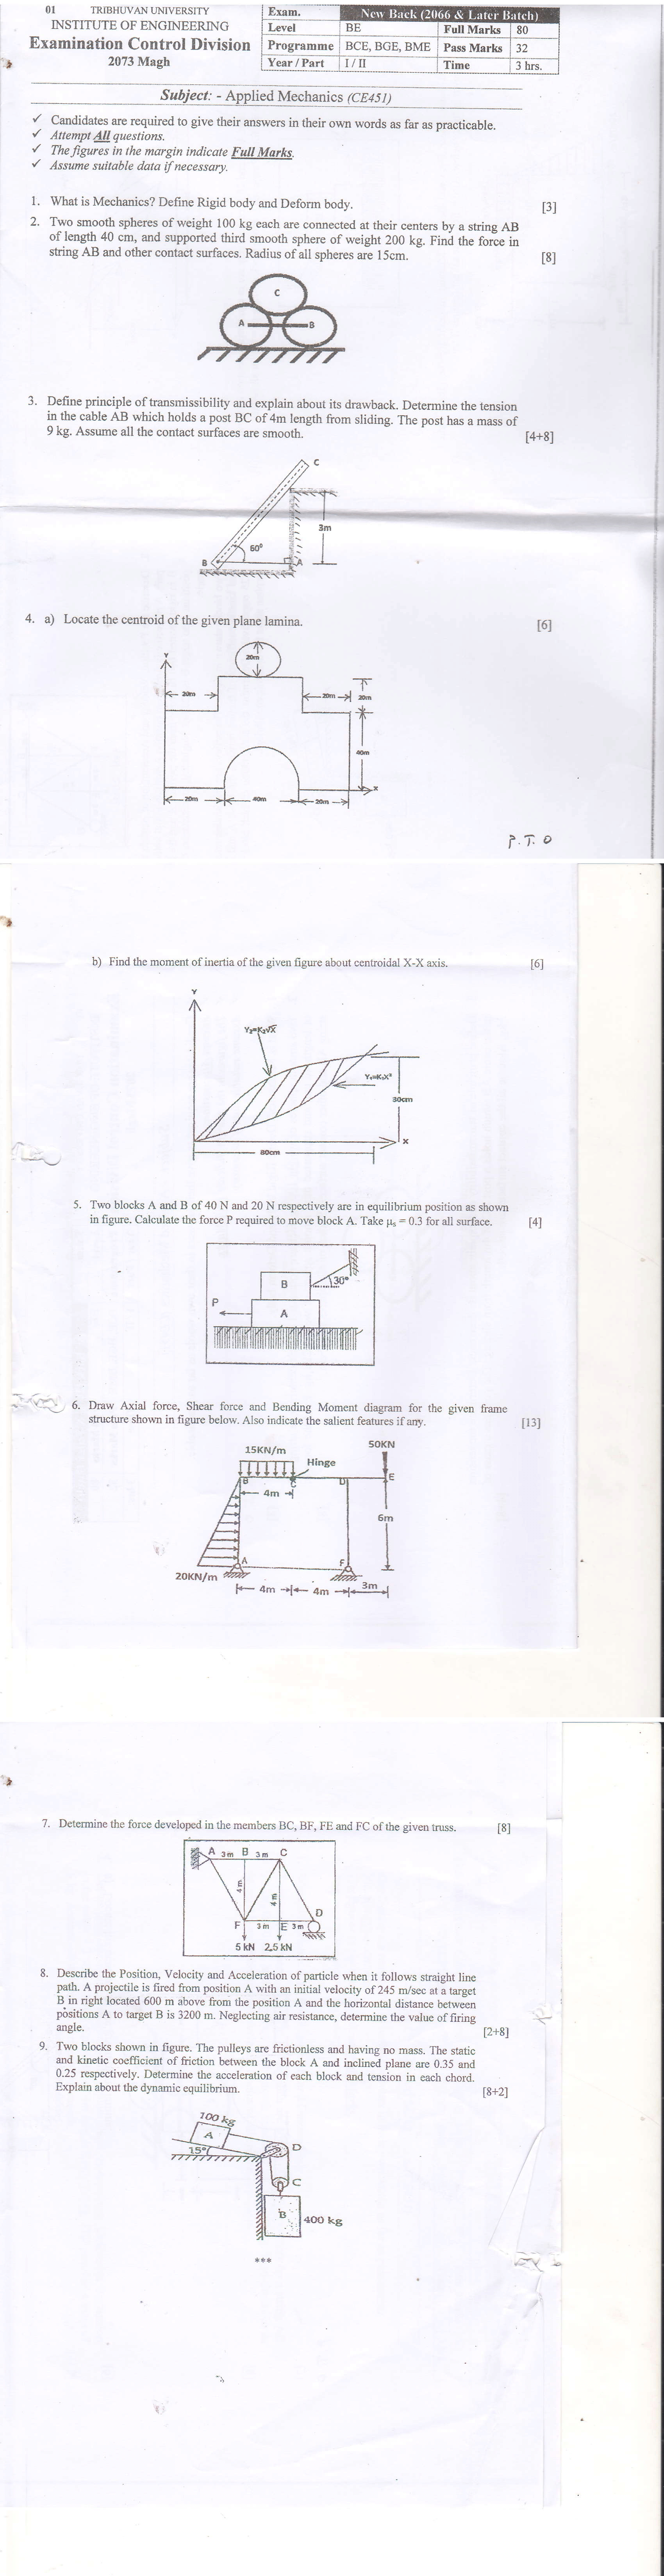 01 TRIBHUVAN UNIVERSITY
INSTITUTE OF ENGINEERING
Examination Control Division
2073 Magh
Exam. New Back (2066 & Later Batch)
Level BE Full Marks 80
Programme BCE, BGE, BME Pass Marks 32
Year / Part I / II Time 3 hrs.
Subject: - Applied Mechanics (CE451)
✓ Candidates are required to give their answers in their own words as far as practicable.
✓ Attempt All questions.
✓ The figures in the margin indicate Full Marks.
✓ Assume suitable data if necessary.
1. What is Mechanics? Define Rigid body and Deform body. [3]
2. Two smooth spheres of weight 100 kg each are connected at their centers by a string AB
of length 40 cm, and supported third smooth sphere of weight 200 kg. Find the force in
string AB and other contact surfaces. Radius of all spheres are 15cm. [8]
C
A B
3. Define principle of transmissibility and explain about its drawback. Determine the tension
in the cable AB which holds a post BC of 4m length from sliding. The post has a mass of
9 kg. Assume all the contact surfaces are smooth. [4+8]
C
3m
60°
B A
4. a) Locate the centroid of the given plane lamina. [6]
20m
Y
20m 20m 20m
40m
X
20m 40m 20m
P. T. O
b) Find the moment of inertia of the given figure about centroidal X-X axis. [6]
Y
Y₂=K₂√X
Y₁=K₁X²
30cm
X
80cm
5. Two blocks A and B of 40 N and 20 N respectively are in equilibrium position as shown
in figure. Calculate the force P required to move block A. Take μs = 0.3 for all surface. [4]
B 30°
P
A
6. Draw Axial force, Shear force and Bending Moment diagram for the given frame
structure shown in figure below. Also indicate the salient features if any. [13]
50KN
15KN/m
Hinge
B C D E
4m
6m
A F
20KN/m
4m 4m 3m
7. Determine the force developed in the members BC, BF, FE and FC of the given truss. [8]
A 3 m B 3 m C
4 m 4 m
D
F 3 m E 3 m
5 kN 2.5 kN
8. Describe the Position, Velocity and Acceleration of particle when it follows straight line
path. A projectile is fired from position A with an initial velocity of 245 m/sec at a target
B in right located 600 m above from the position A and the horizontal distance between
positions A to target B is 3200 m. Neglecting air resistance, determine the value of firing
angle. [2+8]
9. Two blocks shown in figure. The pulleys are frictionless and having no mass. The static
and kinetic coefficient of friction between the block A and inclined plane are 0.35 and
0.25 respectively. Determine the acceleration of each block and tension in each chord.
Explain about the dynamic equilibrium. [8+2]
100 kg
A
15° D
C
B 400 kg
***